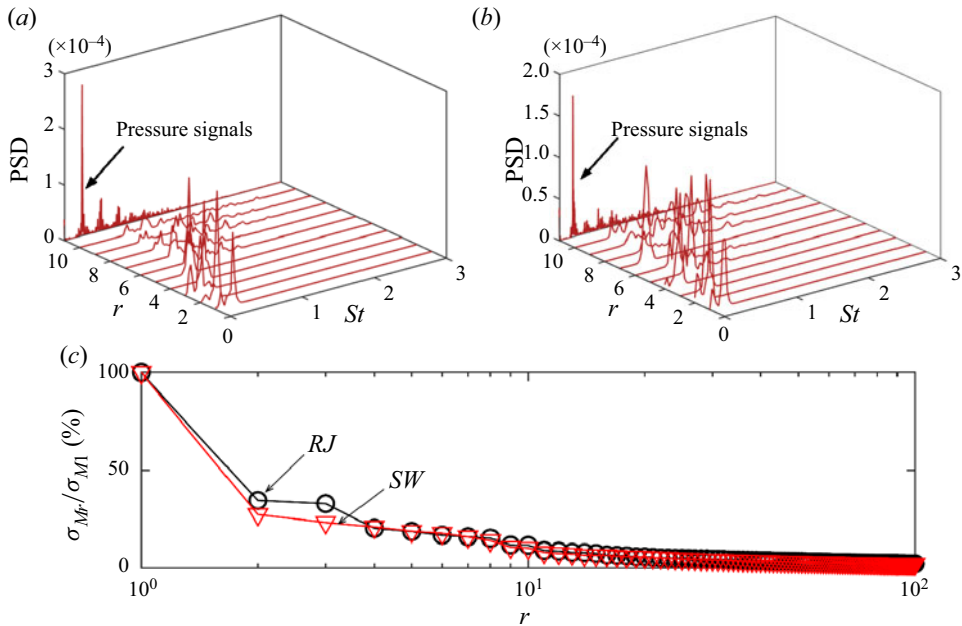 (a)
(×10⁻⁴)
3
2
1
0
PSD
Pressure signals
10
8
6
4
2
0
r
1
2
3
St
(b)
(×10⁻⁴)
2.0
1.5
1.0
0.5
0
PSD
Pressure signals
10
8
6
4
2
0
r
1
2
3
St
(c)
100
50
0
σMr/σM1 (%)
RJ
SW
10⁰
10¹
10²
r